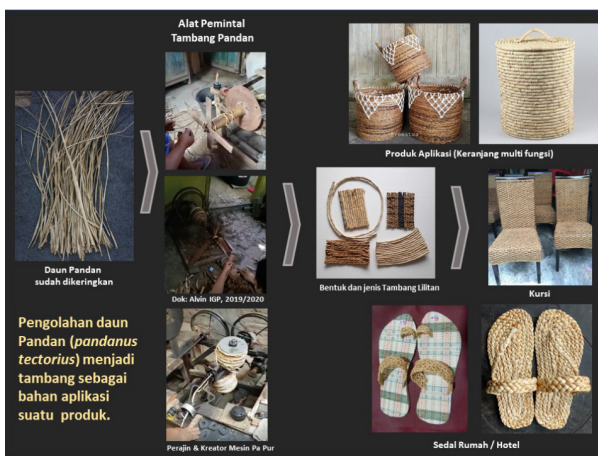 Alat Pemintal
Tambang Pandan
Daun Pandan
sudah dikeringkan
Dok: Alvin IGP, 2019/2020
Pengolahan daun
Pandan (pandanus
tectorius) menjadi
tambang sebagai
bahan aplikasi
suatu produk.
Perajin & Kreator Mesin Pa Pur
Bentuk dan jenis Tambang Lilitan
Produk Aplikasi (Keranjang multi fungsi)
Kursi
Sedal Rumah / Hotel